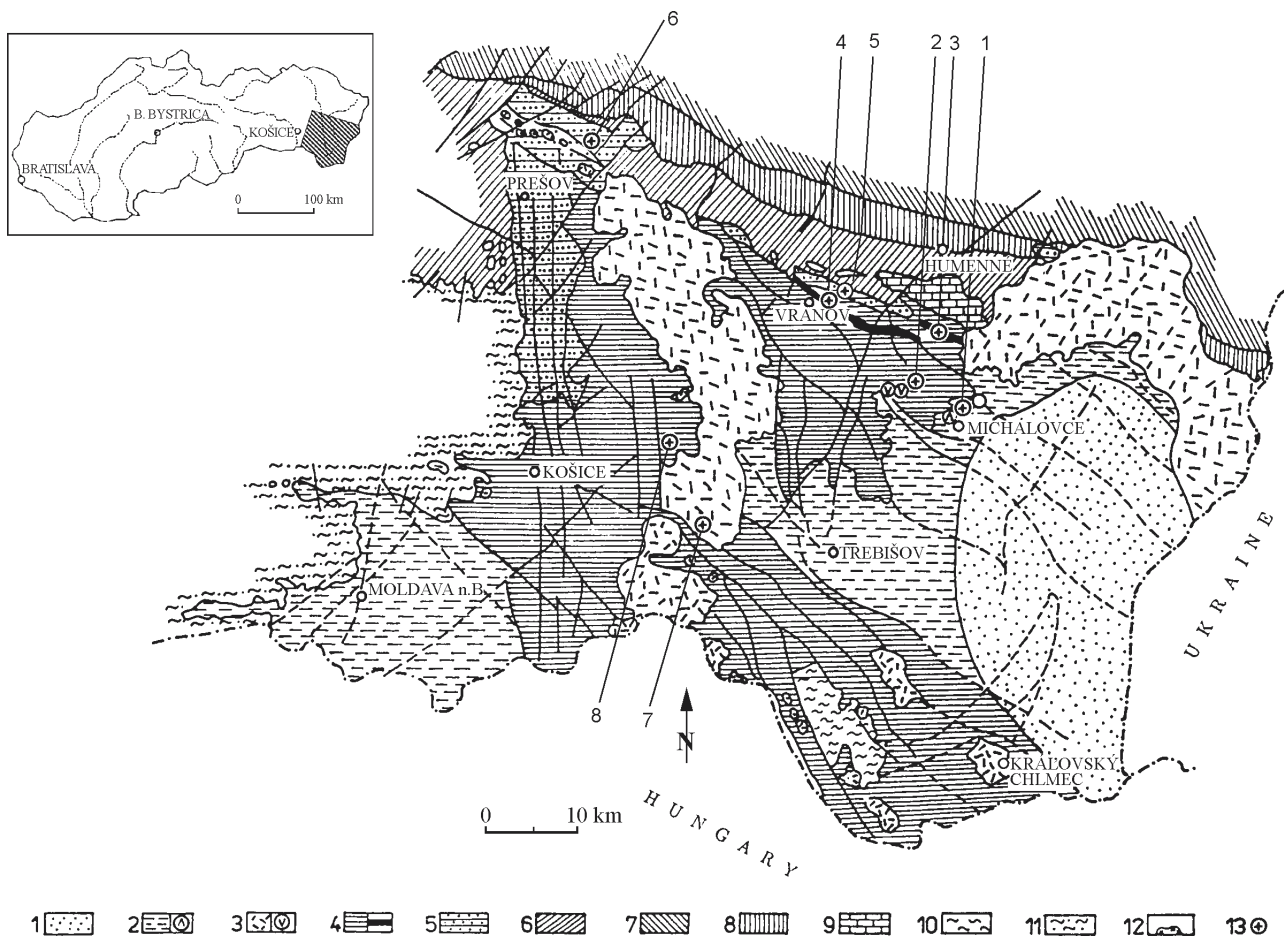 B. BYSTRICA
KOŠICE
BRATISLAVA
0 100 km
6
4 5 2 3 1
PREŠOV
HUMENNE
VRANOV
MICHALOVCE
KOŠICE
TREBIŠOV
MOLDAVA n.B.
UKRAINE
8 7
N
KRÁĽOVSKÝ
CHLMEC
0 10 km
HUNGARY
1 2 3 4 5 6 7 8 9 10 11 12 13